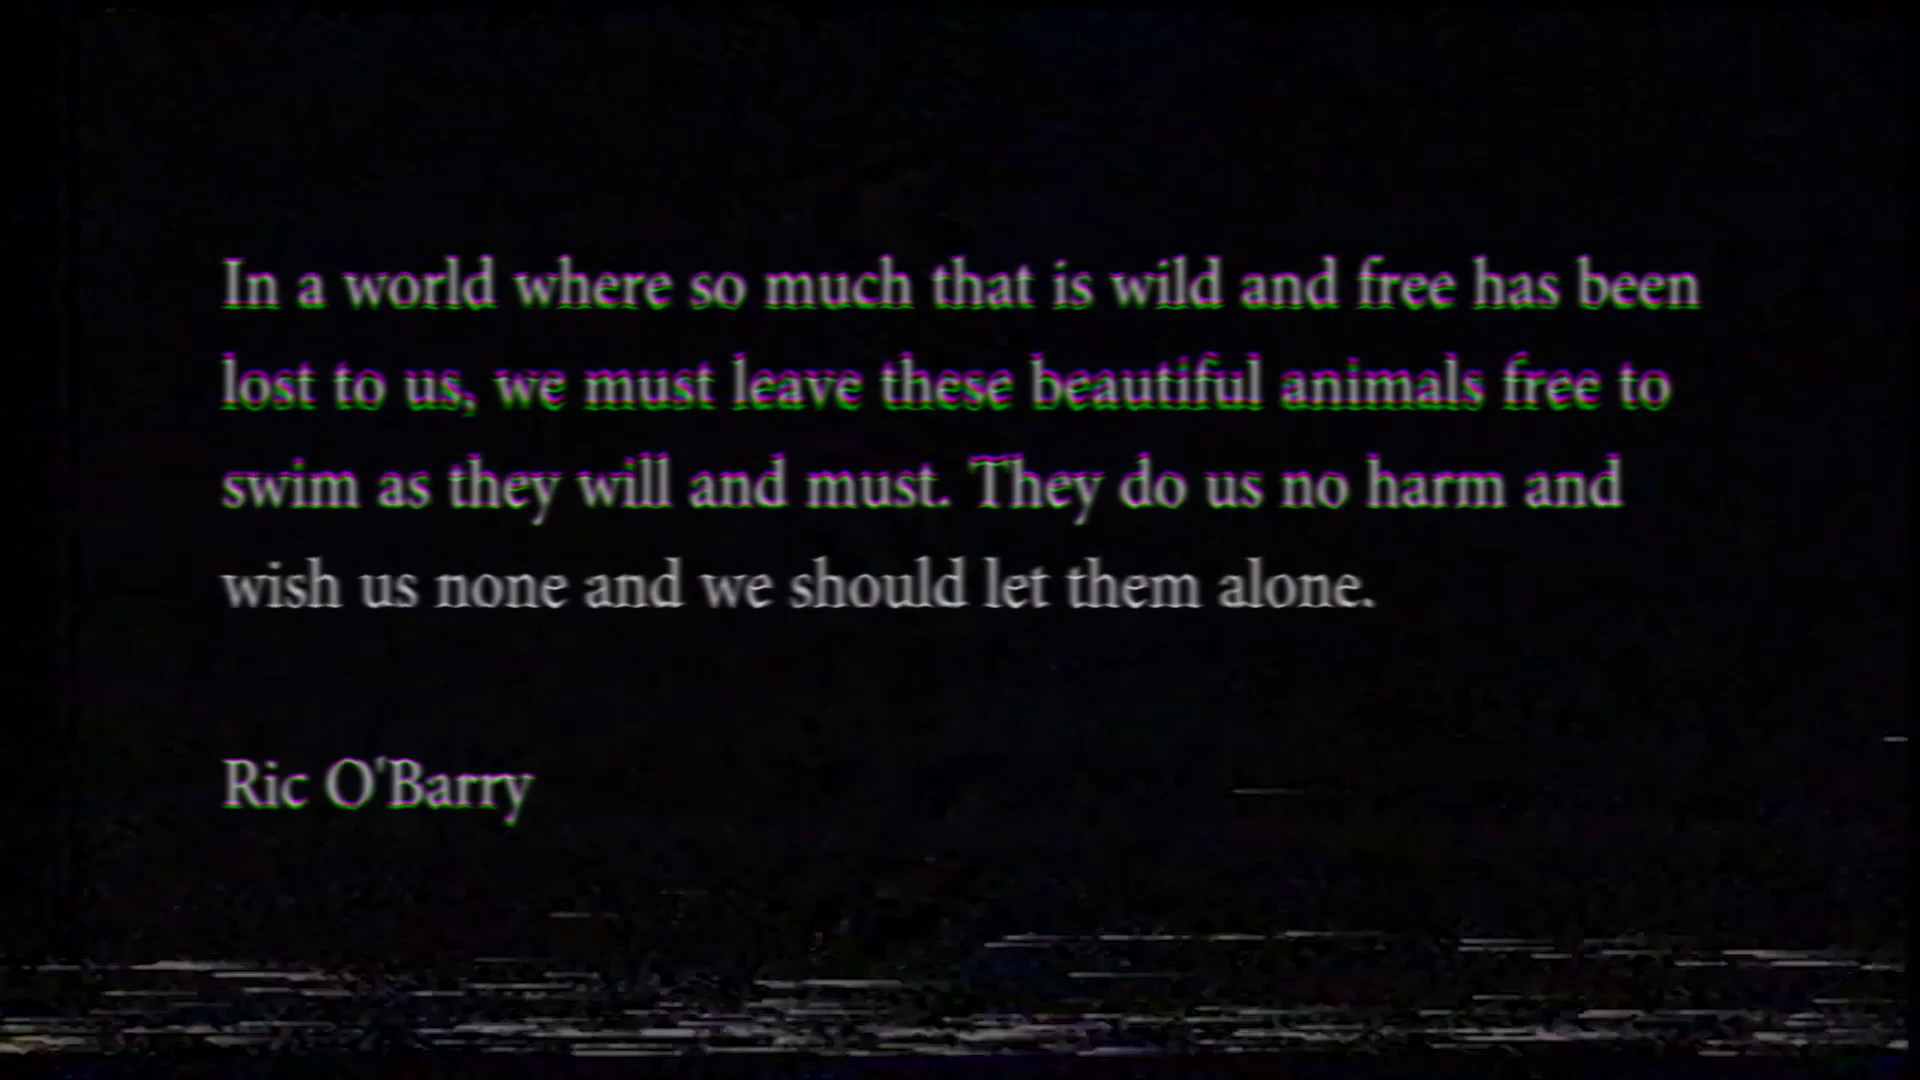 In a world where so much that is wild and free has been
lost to us, we must leave these beautiful animals free to
swim as they will and must. They do us no harm and
wish us none and we should let them alone.
Ric O'Barry